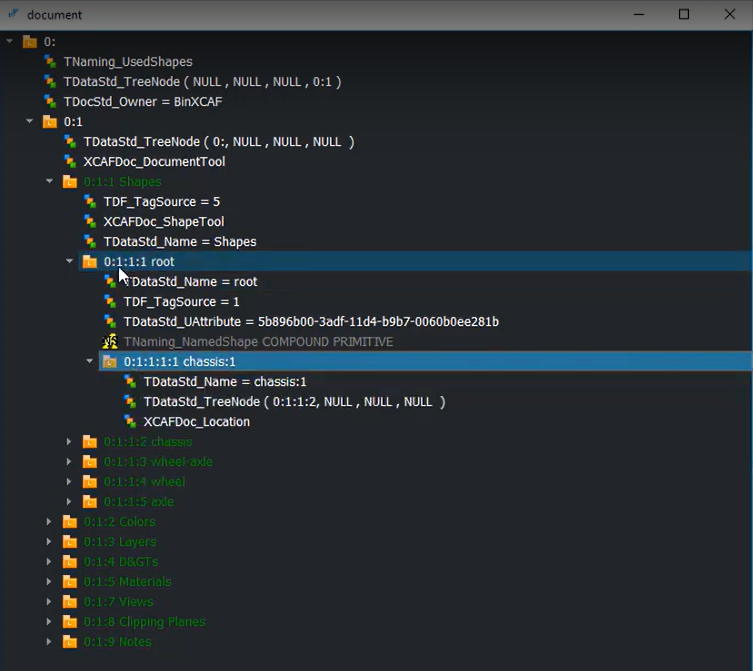 document
0:
TNaming_UsedShapes
TDataStd_TreeNode ( NULL , NULL , NULL , 0:1 )
TDocStd_Owner = BinXCAF
0:1
TDataStd_TreeNode ( 0:, NULL , NULL , NULL )
XCAFDoc_DocumentTool
0:1:1 Shapes
TDF_TagSource = 5
XCAFDoc_ShapeTool
TDataStd_Name = Shapes
0:1:1:1 root
TDataStd_Name = root
TDF_TagSource = 1
TDataStd_UAttribute = 5b896b00-3adf-11d4-b9b7-0060b0ee281b
TNaming_NamedShape COMPOUND PRIMITIVE
0:1:1:1:1 chassis:1
TDataStd_Name = chassis:1
TDataStd_TreeNode ( 0:1:1:2, NULL , NULL , NULL )
XCAFDoc_Location
0:1:1:2 chassis
0:1:1:3 wheel-axle
0:1:1:4 wheel
0:1:1:5 axle
0:1:2 Colors
0:1:3 Layers
0:1:4 D&GTs
0:1:5 Materials
0:1:7 Views
0:1:8 Clipping Planes
0:1:9 Notes